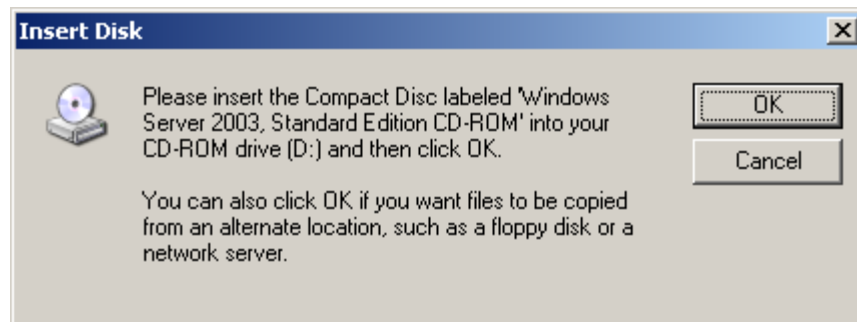 Insert Disk
Please insert the Compact Disc labeled 'Windows
Server 2003, Standard Edition CD-ROM' into your
CD-ROM drive (D:) and then click OK.
You can also click OK if you want files to be copied
from an alternate location, such as a floppy disk or a
network server.
OK
Cancel